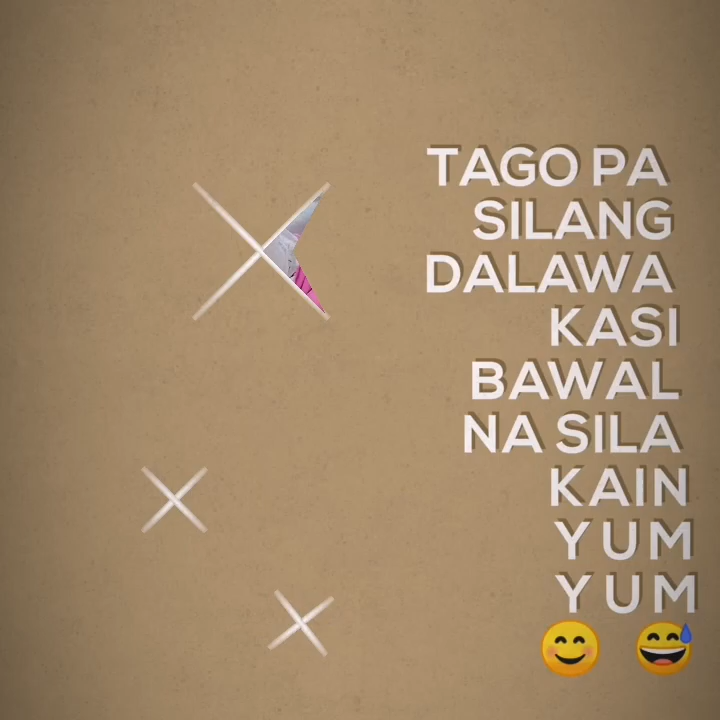 TAGO PA
SILANG
DALAWA
KASI
BAWAL
NA SILA
KAIN
YUM
YUM
😊 😅